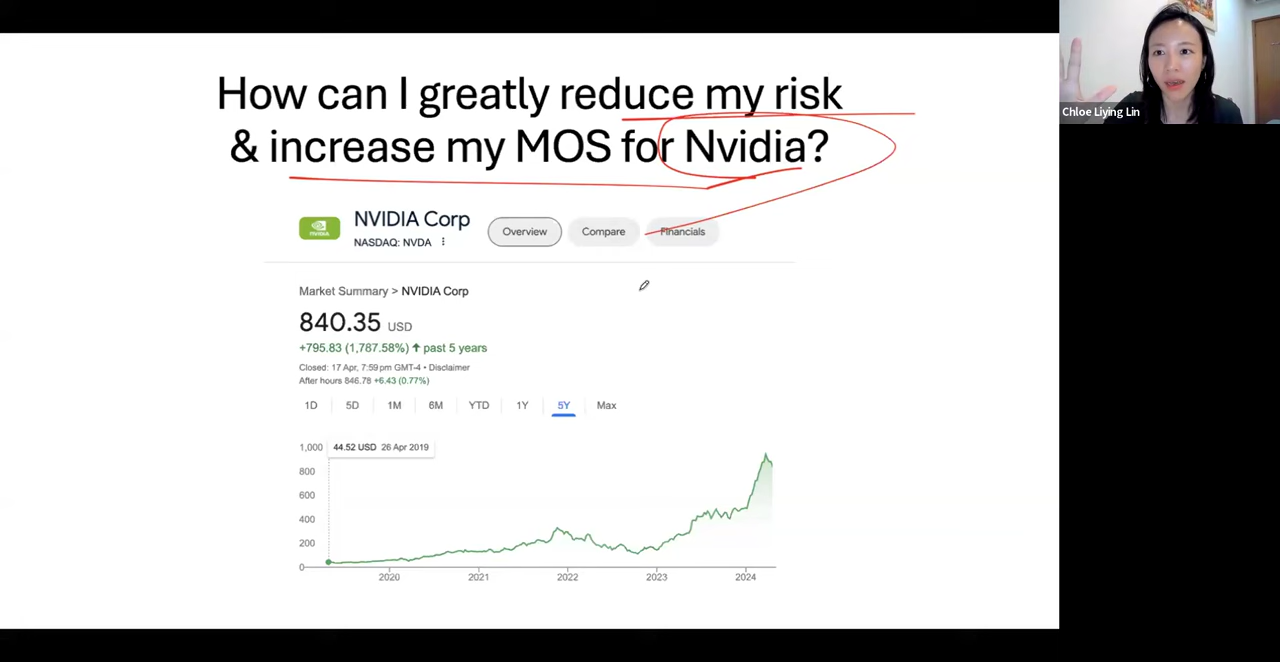 How can I greatly reduce my risk
& increase my MOS for Nvidia?
Chloe Liying Lin
NVIDIA
NVIDIA Corp
NASDAQ: NVDA
Overview
Compare
Financials
Market Summary > NVIDIA Corp
840.35 USD
+795.83 (1,787.58%) ↑ past 5 years
Closed: 17 Apr, 7:59 pm GMT-4 • Disclaimer
After hours 846.78 +6.43 (0.77%)
1D 5D 1M 6M YTD 1Y 5Y Max
44.52 USD 26 Apr 2019
1,000
800
600
400
200
0
2020 2021 2022 2023 2024